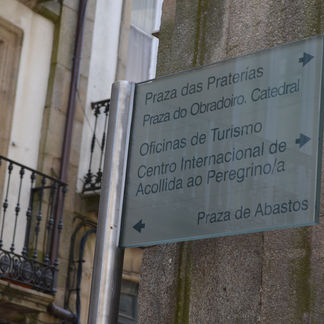 Praza das Praterías
Praza do Obradoiro. Catedral
Oficinas de Turismo
Centro Internacional de
Acollida ao Peregrino/a
Praza de Abastos